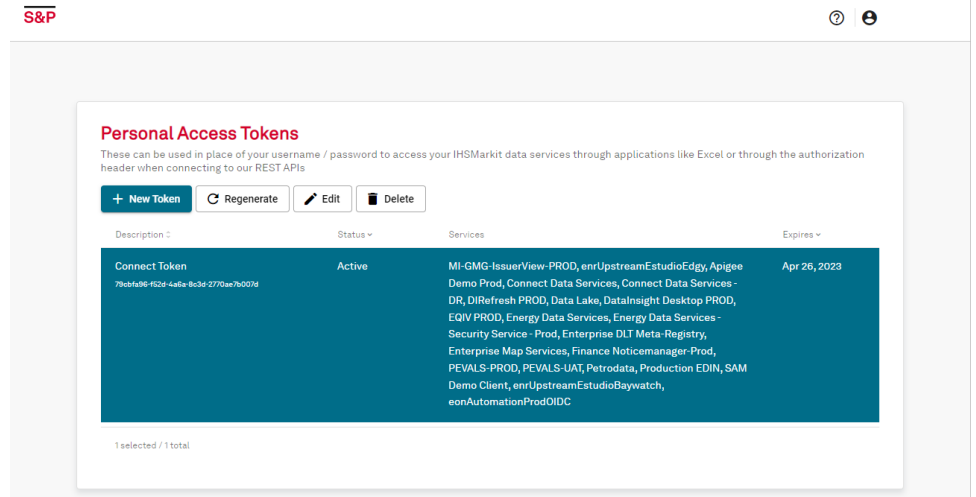 S&P
Personal Access Tokens
These can be used in place of your username / password to access your IHSMarkit data services through applications like Excel or through the authorization
header when connecting to our REST APIs
+ New Token Regenerate Edit Delete
Description Status Services Expires
Connect Token Active MI-GMG-IssuerView-PROD, enrUpstreamEstudioEdgy, Apigee Apr 26, 2023
79cbfa96-f52d-4a6a-8c3d-2770ae7b007d Demo Prod, Connect Data Services, Connect Data Services -
DR, DIRefresh PROD, Data Lake, DataInsight Desktop PROD,
EQIV PROD, Energy Data Services, Energy Data Services -
Security Service - Prod, Enterprise DLT Meta-Registry,
Enterprise Map Services, Finance Noticemanager-Prod,
PEVALS-PROD, PEVALS-UAT, Petrodata, Production EDIN, SAM
Demo Client, enrUpstreamEstudioBaywatch,
eonAutomationProdOIDC
1 selected / 1 total